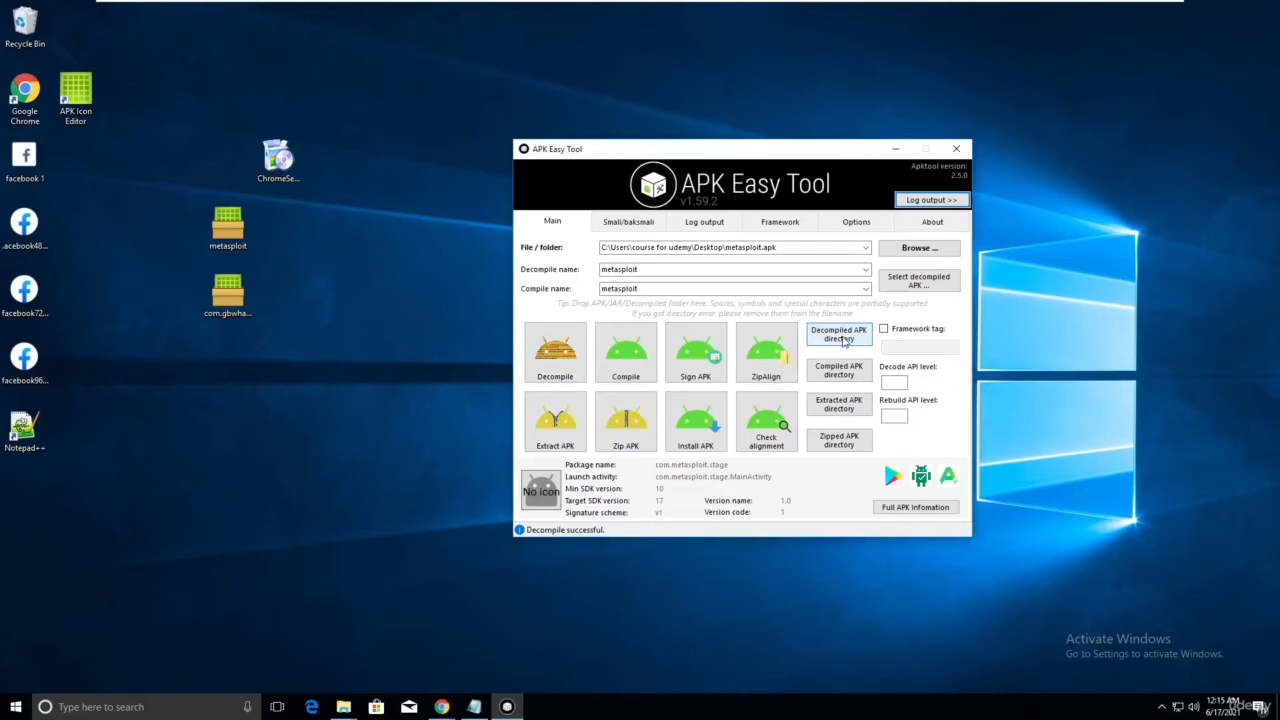 Recycle Bin
Google
Chrome
APK Icon
Editor
facebook 1
ChromeSe...
.acebook48...
metasploit
facebook72...
com.gbwha...
facebook96...
Notepad++
APK Easy Tool
Apktool version:
2.5.0
APK Easy Tool
v1.59.2
Log output >>
Main
Smali/baksmali
Log output
Framework
Options
About
File / folder:
C:\Users\course for udemy\Desktop\metasploit.apk
Browse ...
Decompile name:
metasploit
Select decompiled
APK ...
Compile name:
metasploit
Tip: Drop APK/JAR/Decompiled folder here. Spaces, symbols and special characters are partially supported
If you got directory error, please remove them from the filename
Decompile
Compile
Sign APK
ZipAlign
Decompiled APK
directory
Framework tag:
Compiled APK
directory
Decode API level:
Extract APK
Zip APK
Install APK
Check
alignment
Extracted APK
directory
Rebuild API level:
Zipped APK
directory
No icon
Package name:
com.metasploit.stage
Launch activity:
com.metasploit.stage.MainActivity
Min SDK version:
10
Target SDK version:
17
Version name:
1.0
Signature scheme:
v1
Version code:
1
Full APK Infomation
Decompile successful.
Activate Windows
Go to Settings to activate Windows.
Type here to search
12:15 AM
6/17/2021
Udemy